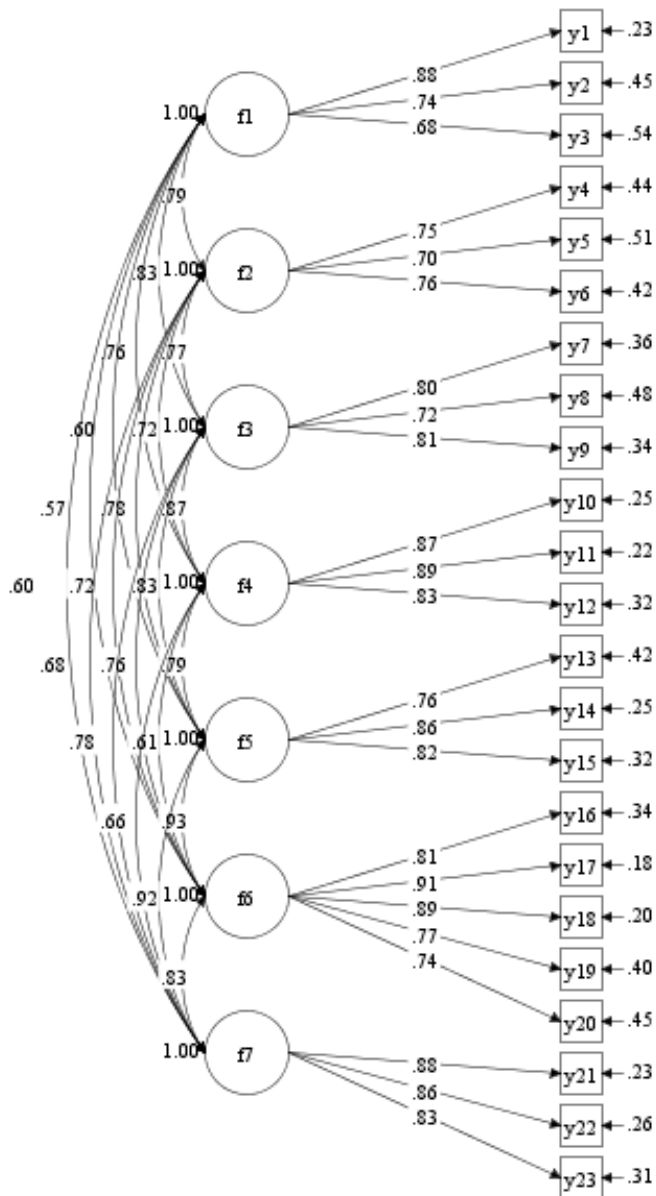 y1 .23
.88
y2 .45
1.00 f1 .74
.68
y3 .54
y4 .44
.79
.75
y5 .51
.70
.83 1.00 f2
.76
y6 .42
y7 .36
.76 .77
.80
y8 .48
.72
.60 .72 1.00 f3
.81
y9 .34
y10 .25
.57 .78 .87
.87
y11 .22
.89
.60 .72 .83 1.00 f4
.83
y12 .32
y13 .42
.68 .76 .79
.76
y14 .25
.86
.78 .61 1.00 f5
.82
y15 .32
y16 .34
.66 .93
.81
y17 .18
.91
.92 1.00 f6
.89
y18 .20
.77
y19 .40
.74
.83
y20 .45
1.00 f7
.88
y21 .23
.86
y22 .26
.83
y23 .31